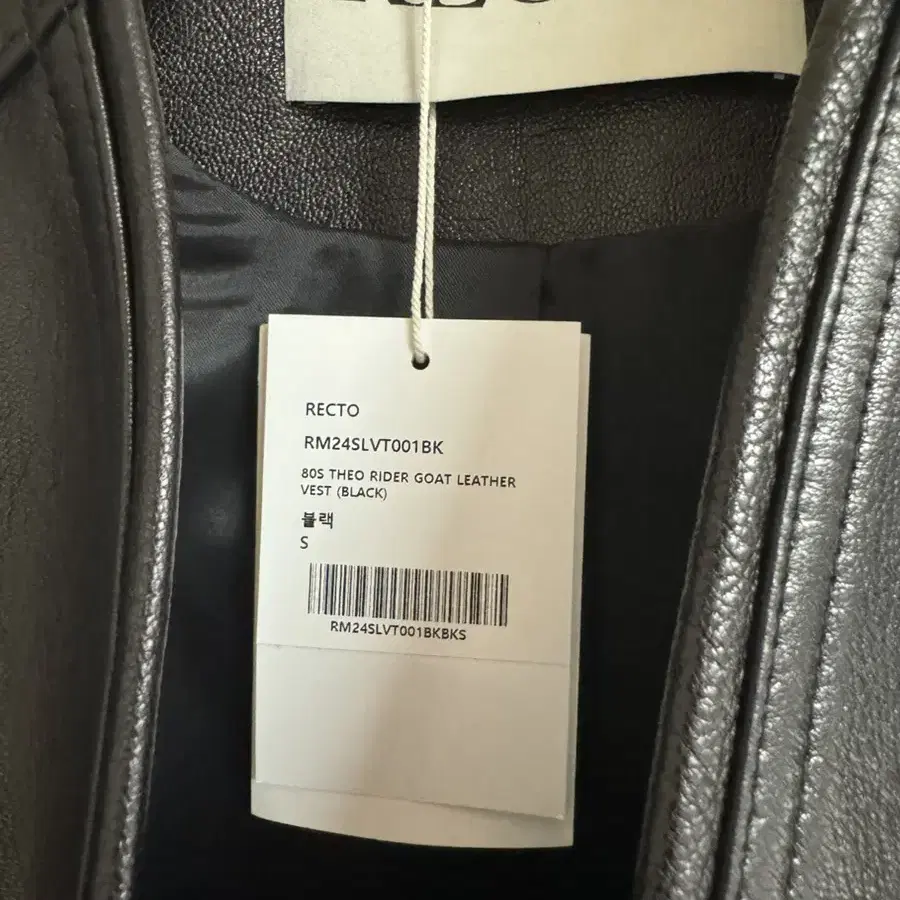 RECTO
RM24SLVT001BK
80S THEO RIDER GOAT LEATHER
VEST (BLACK)
블랙
S
RM24SLVT001BKBKS